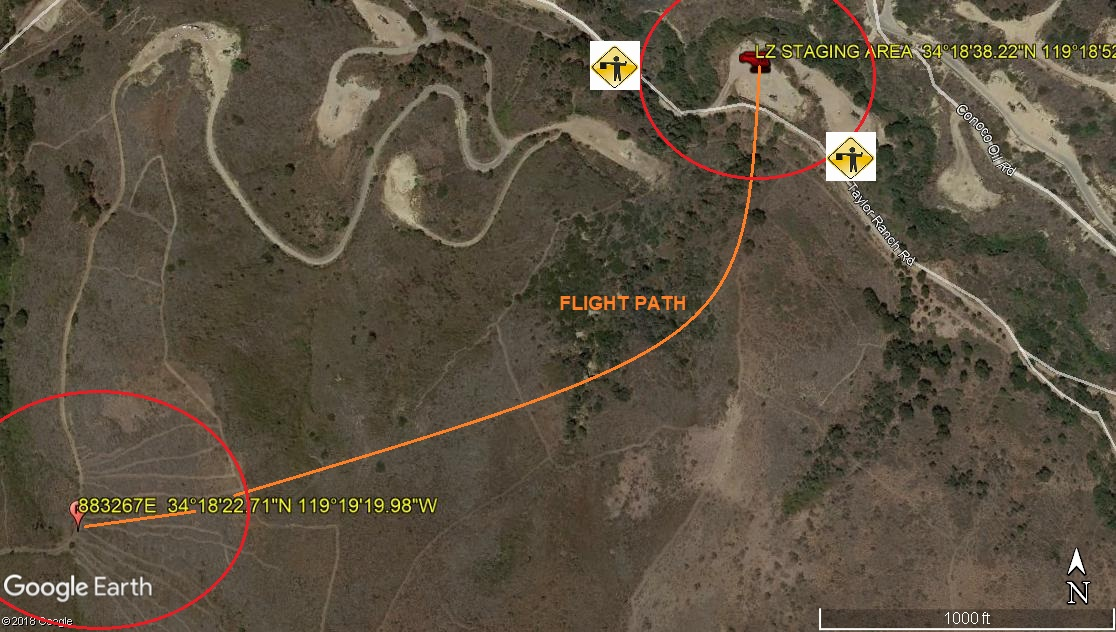 LZ STAGING AREA 34°18'38.22"N 119°18'52
Conoco Oil Rd
Taylor Ranch Rd
FLIGHT PATH
883267E 34°18'22.71"N 119°19'19.98"W
Google Earth
N
1000 ft
©2018 Google